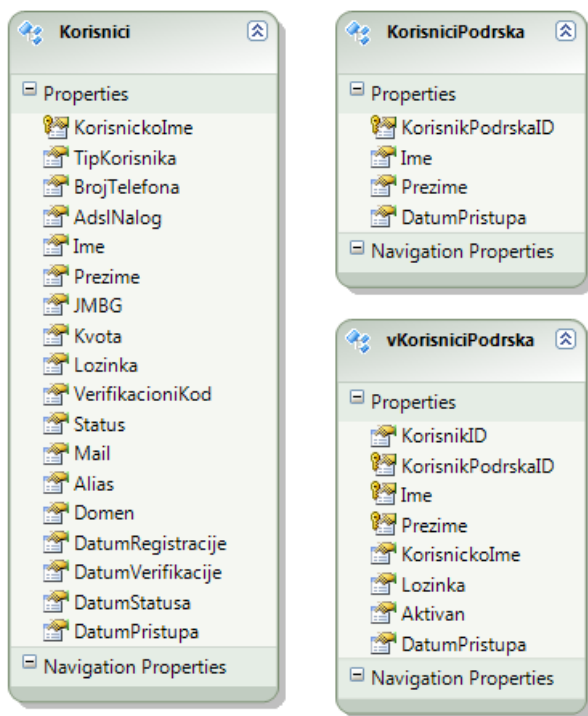 Korisnici
Properties
KorisnickoIme
TipKorisnika
BrojTelefona
AdslNalog
Ime
Prezime
JMBG
Kvota
Lozinka
VerifikacioniKod
Status
Mail
Alias
Domen
DatumRegistracije
DatumVerifikacije
DatumStatusa
DatumPristupa
Navigation Properties
KorisniciPodrska
Properties
KorisnikPodrskaID
Ime
Prezime
DatumPristupa
Navigation Properties
vKorisniciPodrska
Properties
KorisnikID
KorisnikPodrskaID
Ime
Prezime
KorisnickoIme
Lozinka
Aktivan
DatumPristupa
Navigation Properties